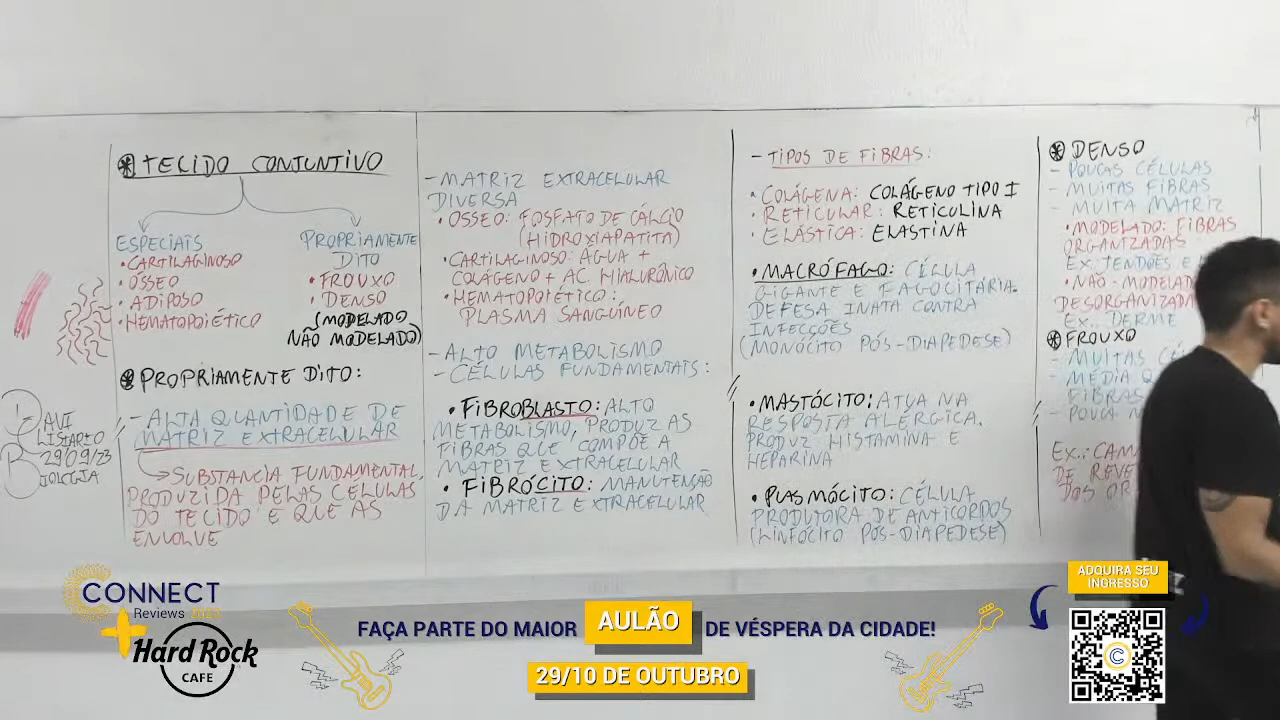 * TECIDO CONJUNTIVO
ESPECIAIS
• CARTILAGINOSO
• ÓSSEO
• ADIPOSO
• HEMATOPOIÉTICO
PROPRIAMENTE
DITO
• FROUXO
• DENSO
(MODELADO
NÃO MODELADO)
* PROPRIAMENTE DITO:
- ALTA QUANTIDADE DE
MATRIZ EXTRACELULAR
→ SUBSTÂNCIA FUNDAMENTAL
PRODUZIDA PELAS CÉLULAS
DO TECIDO E QUE AS
ENVOLVE
DAVI
LISTARTO
29/09/23
BIOLOGIA
- MATRIZ EXTRACELULAR
DIVERSA
• ÓSSEO: FOSFATO DE CÁLCIO
(HIDROXIAPATITA)
• CARTILAGINOSO: ÁGUA +
COLÁGENO + AC. HIALURÔNICO
• HEMATOPOIÉTICO:
PLASMA SANGUÍNEO
- ALTO METABOLISMO
- CÉLULAS FUNDAMENTAIS:
• FIBROBLASTO: ALTO
METABOLISMO, PRODUZ AS
FIBRAS QUE COMPÕE A
MATRIZ EXTRACELULAR
• FIBRÓCITO: MANUTENÇÃO
DA MATRIZ EXTRACELULAR
- TIPOS DE FIBRAS:
• COLÁGENA: COLÁGENO TIPO I
• RETICULAR: RETICULINA
• ELÁSTICA: ELASTINA
• MACRÓFAGO: CÉLULA
GIGANTE E FAGOCITÁRIA.
DEFESA INATA CONTRA
INFECÇÕES
(MONÓCITO PÓS-DIAPEDESE)
• MASTÓCITO: ATUA NA
RESPOSTA ALÉRGICA.
PRODUZ HISTAMINA E
HEPARINA
• PLASMÓCITO: CÉLULA
PRODUTORA DE ANTICORPOS
(LINFÓCITO PÓS-DIAPEDESE)
* DENSO
- POUCAS CÉLULAS
- MUITAS FIBRAS
- MUITA MATRIZ
• MODELADO: FIBRAS
ORGANIZADAS
EX. TENDÕES E
• NÃO-MODELAD
DESORGANIZADA
EX.: DERME
* FROUXO
- MUITAS CÉ
- MÉDIA Q
FIBRAS
- POUCA
EX.: CAM
DE REVE
DOS OR
CONNECT
Reviews
+ Hard Rock
CAFE
FAÇA PARTE DO MAIOR AULÃO DE VÉSPERA DA CIDADE!
29/10 DE OUTUBRO
ADQUIRA SEU
INGRESSO